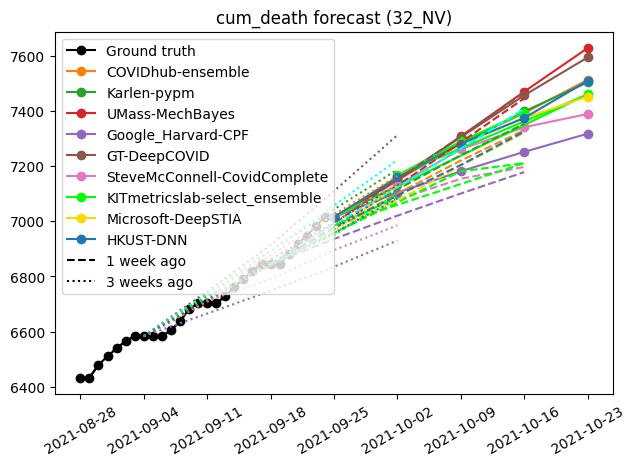 cum_death forecast (32_NV)
7600
7400
7200
7000
6800
6600
6400
Ground truth
COVIDhub-ensemble
Karlen-pypm
UMass-MechBayes
Google_Harvard-CPF
GT-DeepCOVID
SteveMcConnell-CovidComplete
KITmetricslab-select_ensemble
Microsoft-DeepSTIA
HKUST-DNN
1 week ago
3 weeks ago
2021-08-28
2021-09-04
2021-09-11
2021-09-18
2021-09-25
2021-10-02
2021-10-09
2021-10-16
2021-10-23